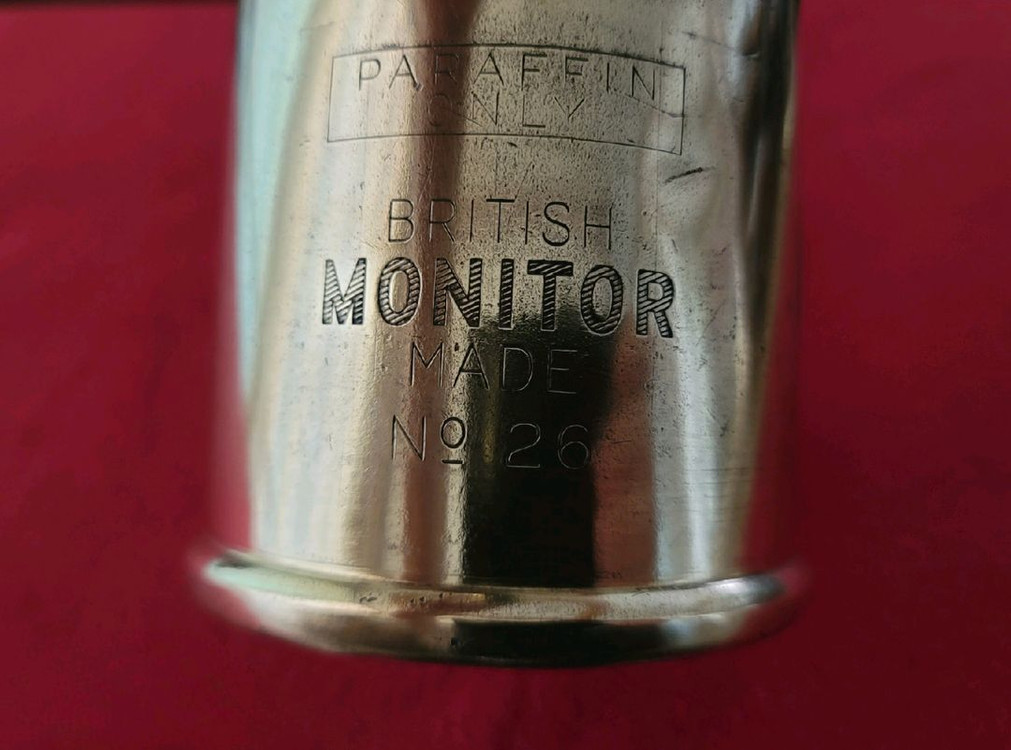 PARAFFIN
ONLY
BRITISH
MONITOR
MADE
Nº 26